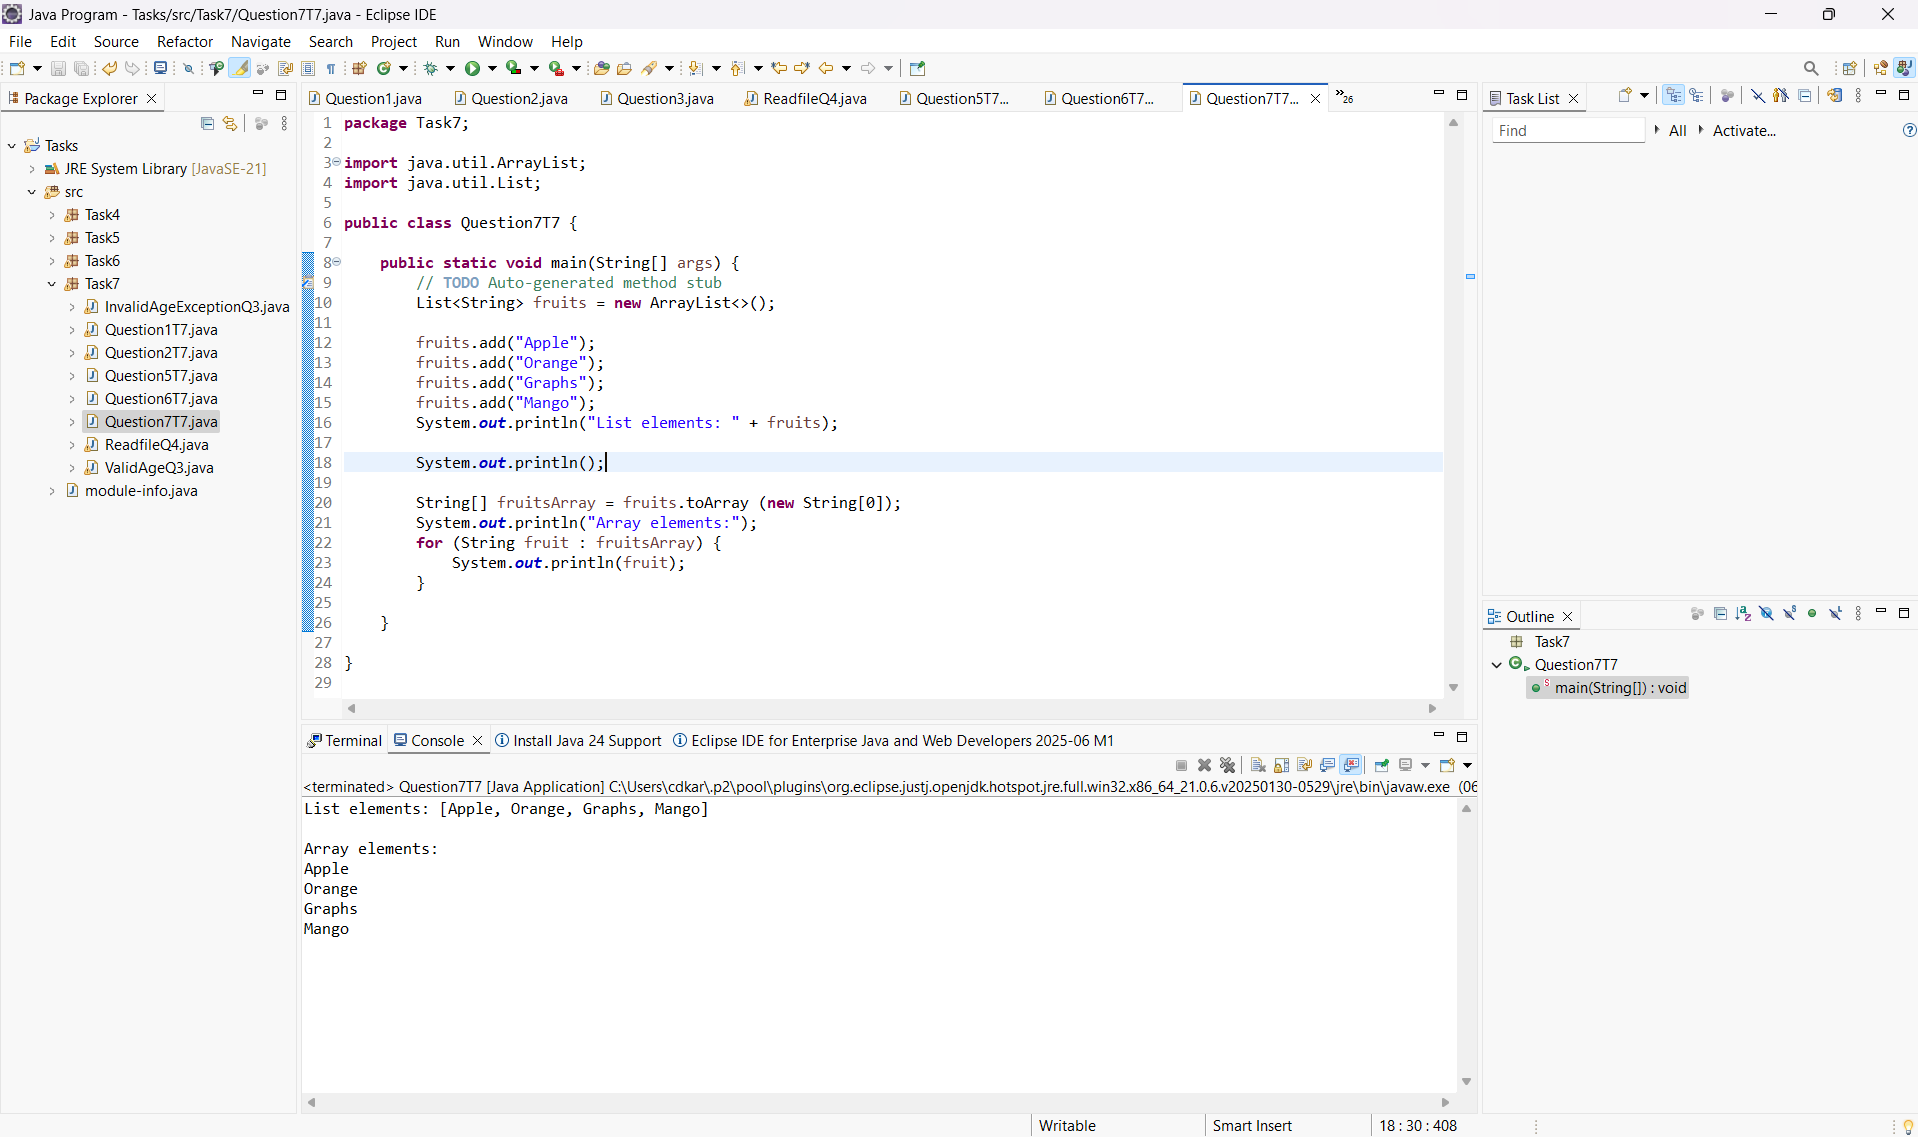 Java Program - Tasks/src/Task7/Question7T7.java - Eclipse IDE
File Edit Source Refactor Navigate Search Project Run Window Help
Package Explorer
Tasks
JRE System Library [JavaSE-21]
src
Task4
Task5
Task6
Task7
InvalidAgeExceptionQ3.java
Question1T7.java
Question2T7.java
Question5T7.java
Question6T7.java
Question7T7.java
ReadfileQ4.java
ValidAgeQ3.java
module-info.java
Question1.java Question2.java Question3.java ReadfileQ4.java Question5T7... Question6T7... Question7T7... »26
1 package Task7;
2
3 import java.util.ArrayList;
4 import java.util.List;
5
6 public class Question7T7 {
7
8 public static void main(String[] args) {
9 // TODO Auto-generated method stub
10 List<String> fruits = new ArrayList<>();
11
12 fruits.add("Apple");
13 fruits.add("Orange");
14 fruits.add("Graphs");
15 fruits.add("Mango");
16 System.out.println("List elements: " + fruits);
17
18 System.out.println();
19
20 String[] fruitsArray = fruits.toArray (new String[0]);
21 System.out.println("Array elements:");
22 for (String fruit : fruitsArray) {
23 System.out.println(fruit);
24 }
25
26 }
27
28 }
29
Terminal Console Install Java 24 Support Eclipse IDE for Enterprise Java and Web Developers 2025-06 M1
<terminated> Question7T7 [Java Application] C:\Users\cdkar\.p2\pool\plugins\org.eclipse.justj.openjdk.hotspot.jre.full.win32.x86_64_21.0.6.v20250130-0529\jre\bin\javaw.exe (06
List elements: [Apple, Orange, Graphs, Mango]
Array elements:
Apple
Orange
Graphs
Mango
Task List
Find All Activate...
Outline
Task7
Question7T7
main(String[]) : void
Writable Smart Insert 18 : 30 : 408